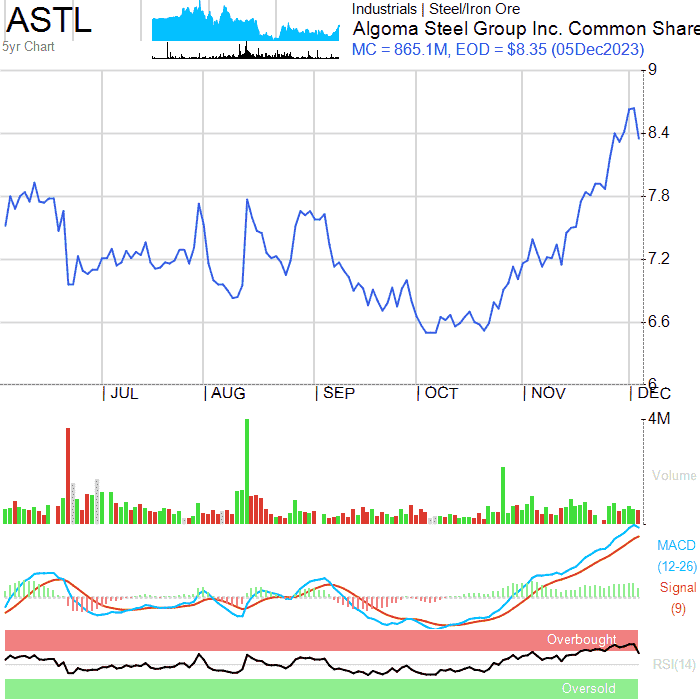 ASTL
5yr Chart
Industrials | Steel/Iron Ore
Algoma Steel Group Inc. Common Share
MC = 865.1M, EOD = $8.35 (05Dec2023)
9
8.4
7.8
7.2
6.6
6
| JUL | AUG | SEP | OCT | NOV | DEC
4M
Volume
MACD
(12-26)
Signal
(9)
Overbought
RSI(14)
Oversold